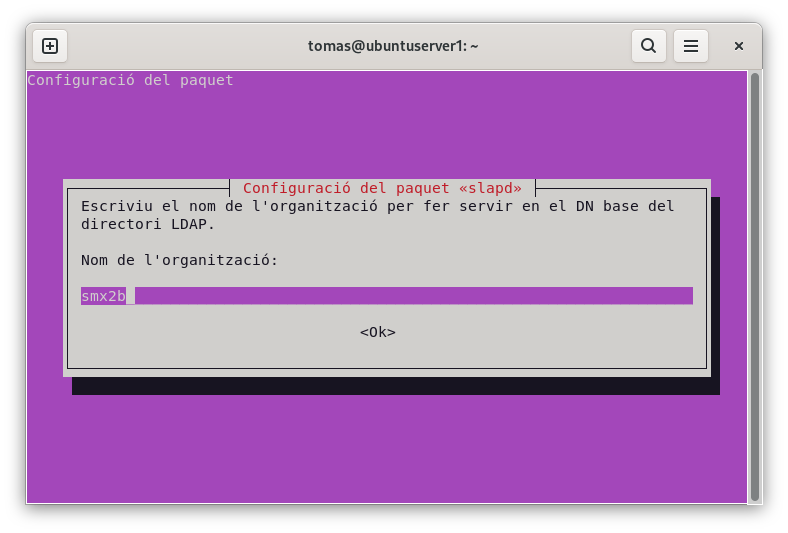 tomas@ubuntuserver1: ~
Configuració del paquet
Configuració del paquet «slapd»
Escriviu el nom de l'organització per fer servir en el DN base del
directori LDAP.
Nom de l'organització:
smx2b
<Ok>